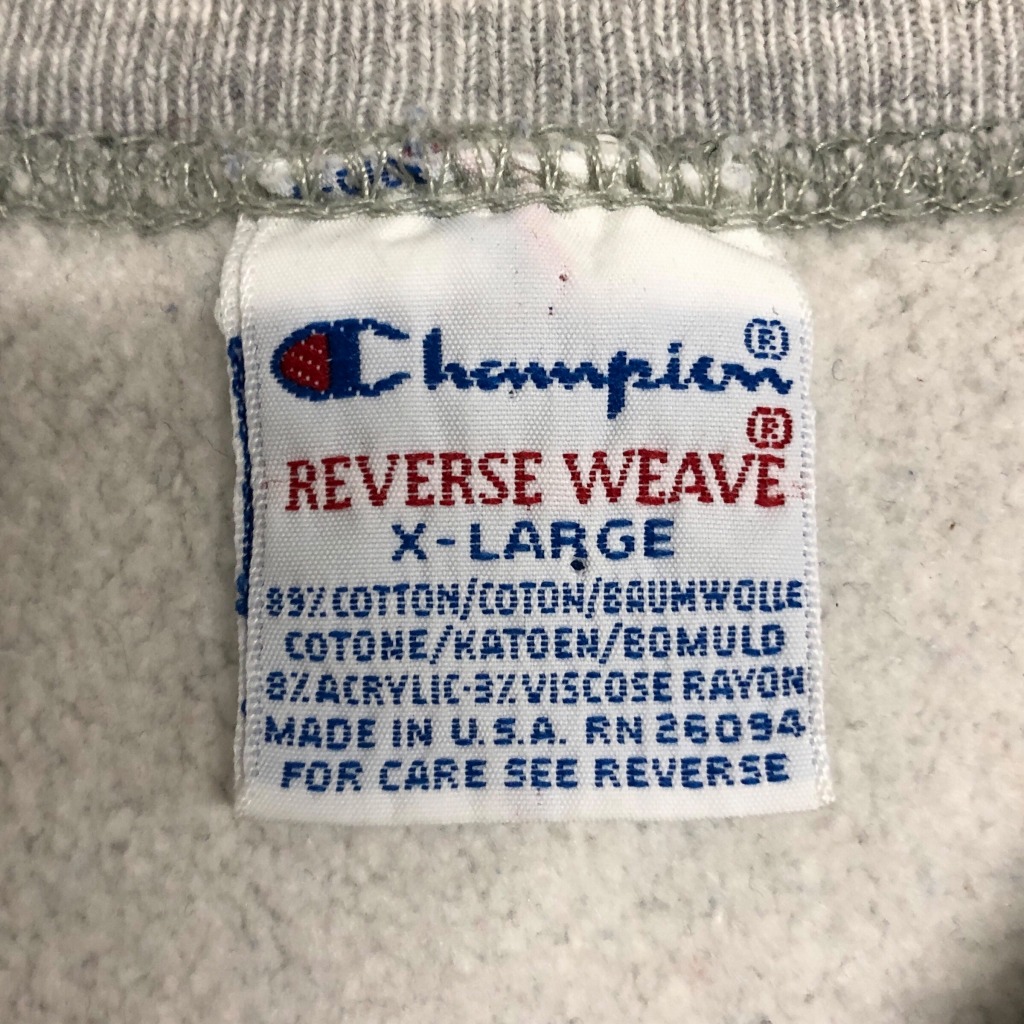 Champion®
REVERSE WEAVE®
X-LARGE
89% COTTON/COTON/BAUMWOLLE
COTONE/KATOEN/BOMULD
8% ACRYLIC-3% VISCOSE RAYON
MADE IN U.S.A. RN 26094
FOR CARE SEE REVERSE